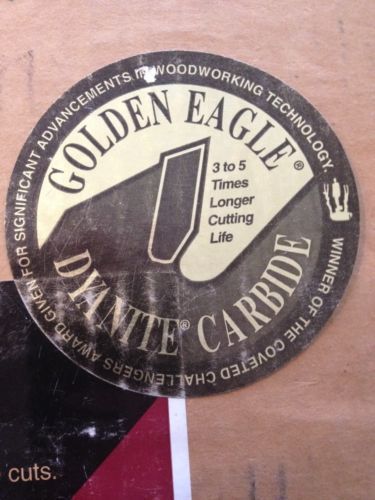 GOLDEN EAGLE®
3 to 5
Times
Longer
Cutting
Life
DYANITE® CARBIDE
WINNER OF THE COVETED CHALLENGERS AWARD GIVEN FOR SIGNIFICANT ADVANCEMENTS IN WOODWORKING TECHNOLOGY.
cuts.